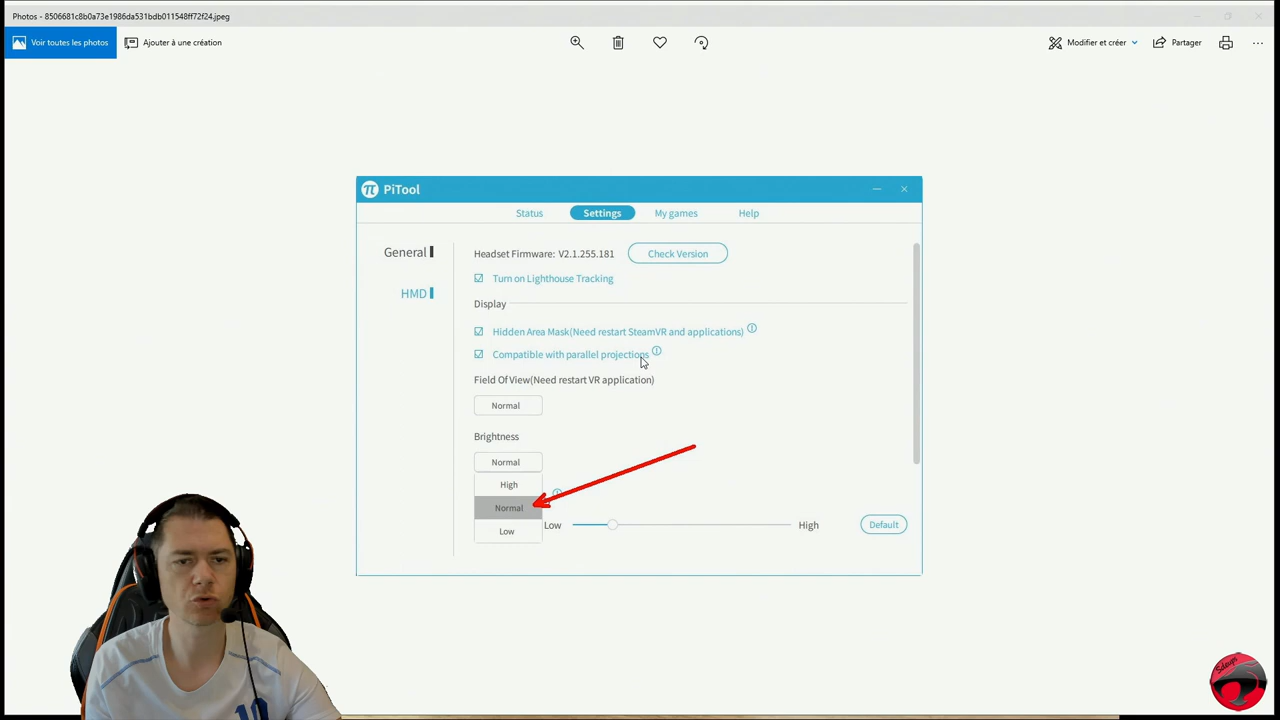 Photos - 8506681c8b0a73e1986da531bdb011548ff72f24.jpeg
Voir toutes les photos
Ajouter à une création
Modifier et créer
Partager
PiTool
Status
Settings
My games
Help
General
HMD
Headset Firmware: V2.1.255.181
Check Version
Turn on Lighthouse Tracking
Display
Hidden Area Mask(Need restart SteamVR and applications)
Compatible with parallel projections
Field Of View(Need restart VR application)
Normal
Brightness
Normal
High
Normal
Low
Low
High
Default
10
Sdeugs